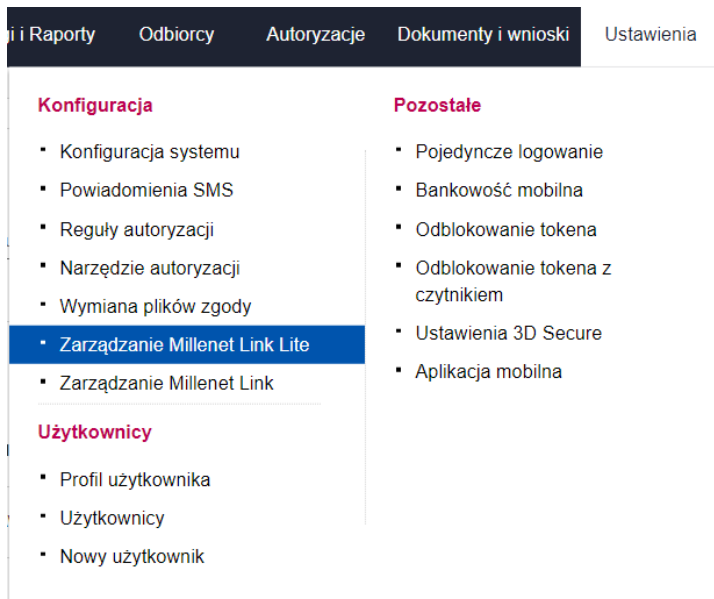 i i Raporty Odbiorcy Autoryzacje Dokumenty i wnioski Ustawienia
Konfiguracja
Konfiguracja systemu
Powiadomienia SMS
Reguły autoryzacji
Narzędzie autoryzacji
Wymiana plików zgody
Zarządzanie Millenet Link Lite
Zarządzanie Millenet Link
Użytkownicy
Profil użytkownika
Użytkownicy
Nowy użytkownik
Pozostałe
Pojedyncze logowanie
Bankowość mobilna
Odblokowanie tokena
Odblokowanie tokena z
czytnikiem
Ustawienia 3D Secure
Aplikacja mobilna